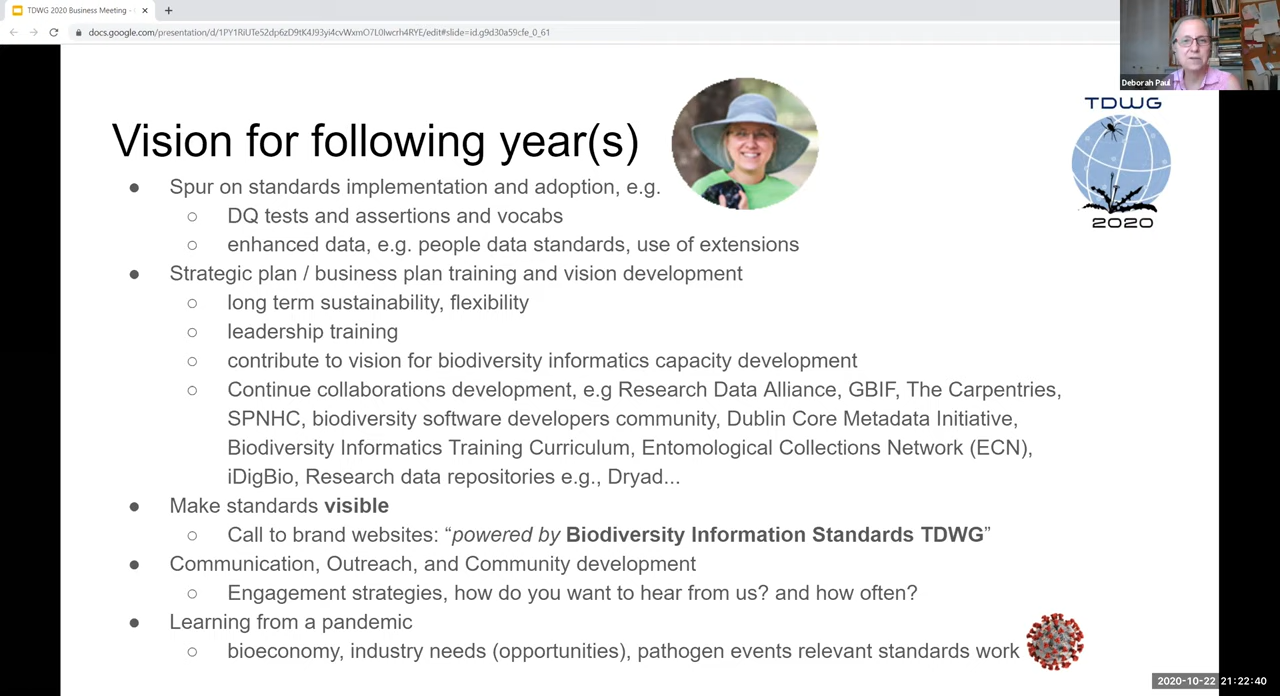 TDWG 2020 Business Meeting -
docs.google.com/presentation/d/1PY1RiUTe52dp6zD9tK4J93yi4cvWxmO7L0lwcrh4RYE/edit#slide=id.g9d30a59cfe_0_61
Deborah Paul
TDWG
2020
Vision for following year(s)
● Spur on standards implementation and adoption, e.g.
○ DQ tests and assertions and vocabs
○ enhanced data, e.g. people data standards, use of extensions
● Strategic plan / business plan training and vision development
○ long term sustainability, flexibility
○ leadership training
○ contribute to vision for biodiversity informatics capacity development
○ Continue collaborations development, e.g Research Data Alliance, GBIF, The Carpentries,
SPNHC, biodiversity software developers community, Dublin Core Metadata Initiative,
Biodiversity Informatics Training Curriculum, Entomological Collections Network (ECN),
iDigBio, Research data repositories e.g., Dryad...
● Make standards visible
○ Call to brand websites: “powered by Biodiversity Information Standards TDWG”
● Communication, Outreach, and Community development
○ Engagement strategies, how do you want to hear from us? and how often?
● Learning from a pandemic
○ bioeconomy, industry needs (opportunities), pathogen events relevant standards work
2020-10-22 21:22:40